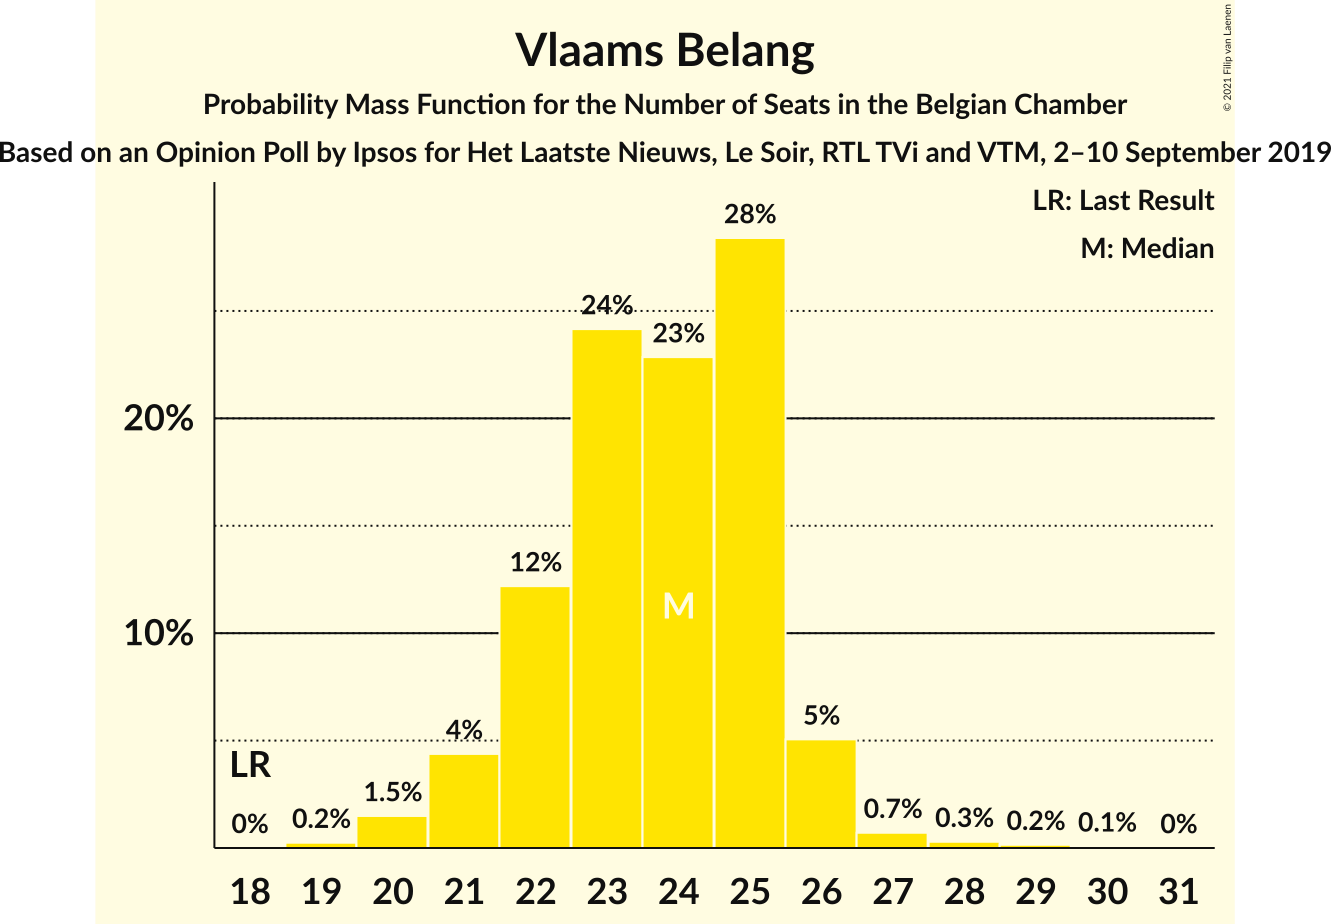 Vlaams Belang
Probability Mass Function for the Number of Seats in the Belgian Chamber
Based on an Opinion Poll by Ipsos for Het Laatste Nieuws, Le Soir, RTL TVi and VTM, 2–10 September 2019
© 2021 Filip van Laenen
LR: Last Result
M: Median
28%
24%
23%
20%
12%
M
10%
5%
4%
LR
1.5%
0.7%
0% 0.2% 0.3% 0.2% 0.1% 0%
18 19 20 21 22 23 24 25 26 27 28 29 30 31